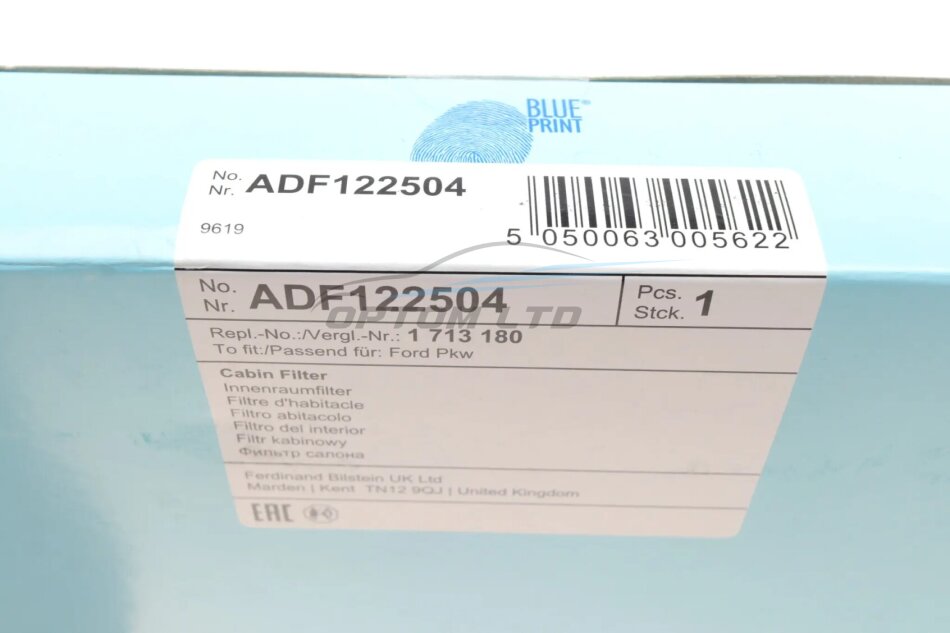 BLUE
PRINT
No.
Nr. ADF122504
9619
5 050063 005622
No.
Nr. ADF122504
Pcs.
Stck. 1
OPTOM LTD
Repl.-No.:/Vergl.-Nr.: 1 713 180
To fit:/Passend für: Ford Pkw
Cabin Filter
Innenraumfilter
Filtre d'habitacle
Filtro abitacolo
Filtro del interior
Filtr kabinowy
Фильтр салона
Ferdinand Bilstein UK Ltd
Marden | Kent TN12 9QJ | United Kingdom
EAC